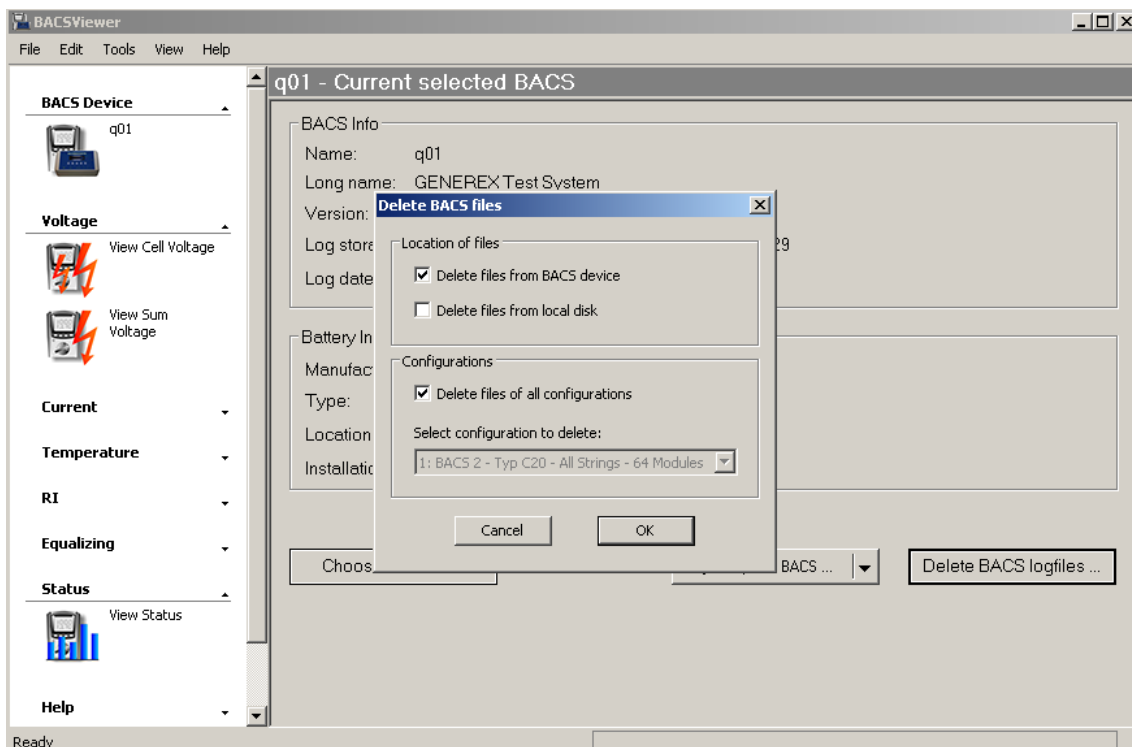 BACSViewer
File Edit Tools View Help
BACS Device
q01
Voltage
View Cell Voltage
View Sum
Voltage
Current
Temperature
RI
Equalizing
Status
View Status
Help
q01 - Current selected BACS
BACS Info
Name: q01
Long name: GENEREX Test System
Version:
Log store
29
Log date
Battery In
Manufac
Type:
Location
Installatio
Choos
BACS ...
Delete BACS logfiles ...
Delete BACS files
Location of files
Delete files from BACS device
Delete files from local disk
Configurations
Delete files of all configurations
Select configuration to delete:
1: BACS 2 - Typ C20 - All Strings - 64 Modules
Cancel OK
Ready